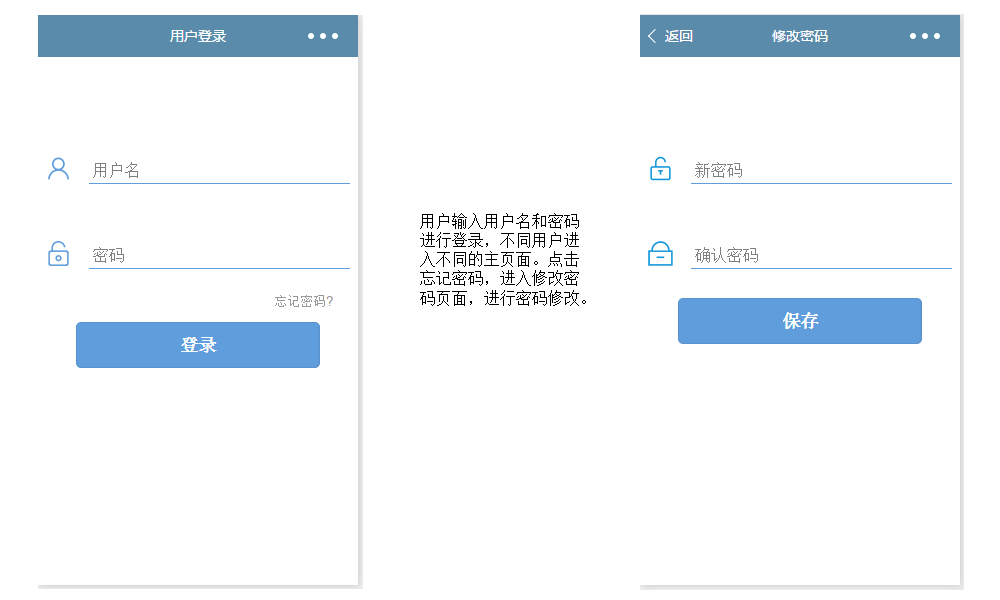 用户登录
用户名
密码
忘记密码?
登录
用户输入用户名和密码
进行登录，不同用户进
入不同的主页面。点击
忘记密码，进入修改密
码页面，进行密码修改。
返回
修改密码
新密码
确认密码
保存